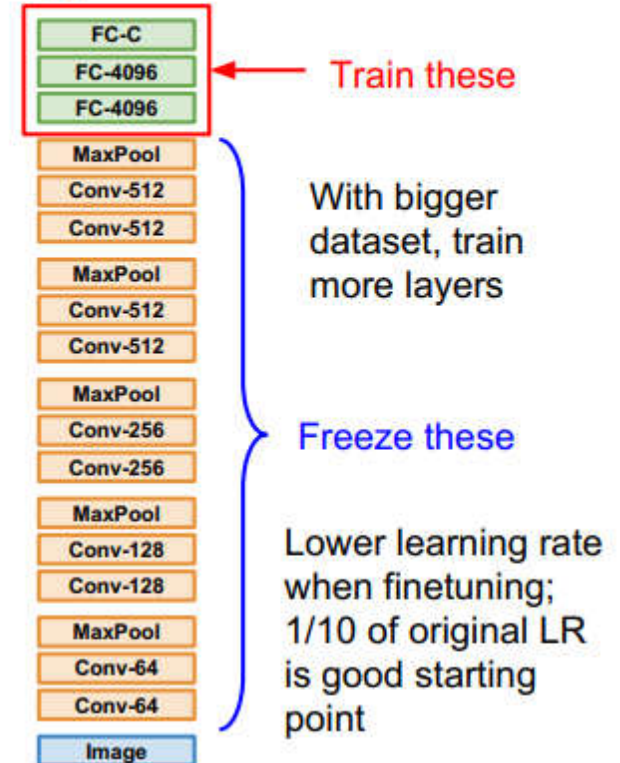 FC-C
FC-4096
FC-4096
Train these
MaxPool
Conv-512
Conv-512
MaxPool
Conv-512
Conv-512
MaxPool
Conv-256
Conv-256
MaxPool
Conv-128
Conv-128
MaxPool
Conv-64
Conv-64
Image
With bigger
dataset, train
more layers
Freeze these
Lower learning rate
when finetuning;
1/10 of original LR
is good starting
point